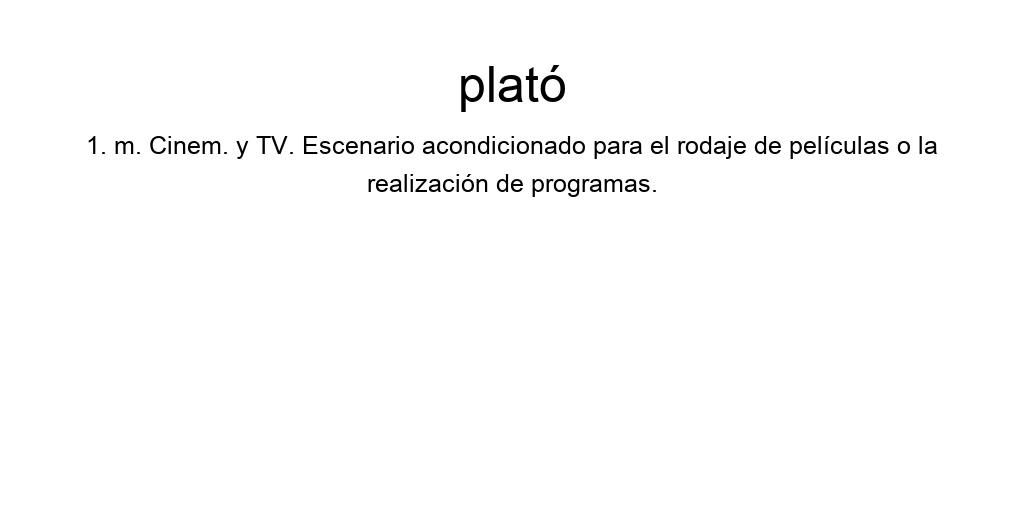 plató
1. m. Cinem. y TV. Escenario acondicionado para el rodaje de películas o la
realización de programas.